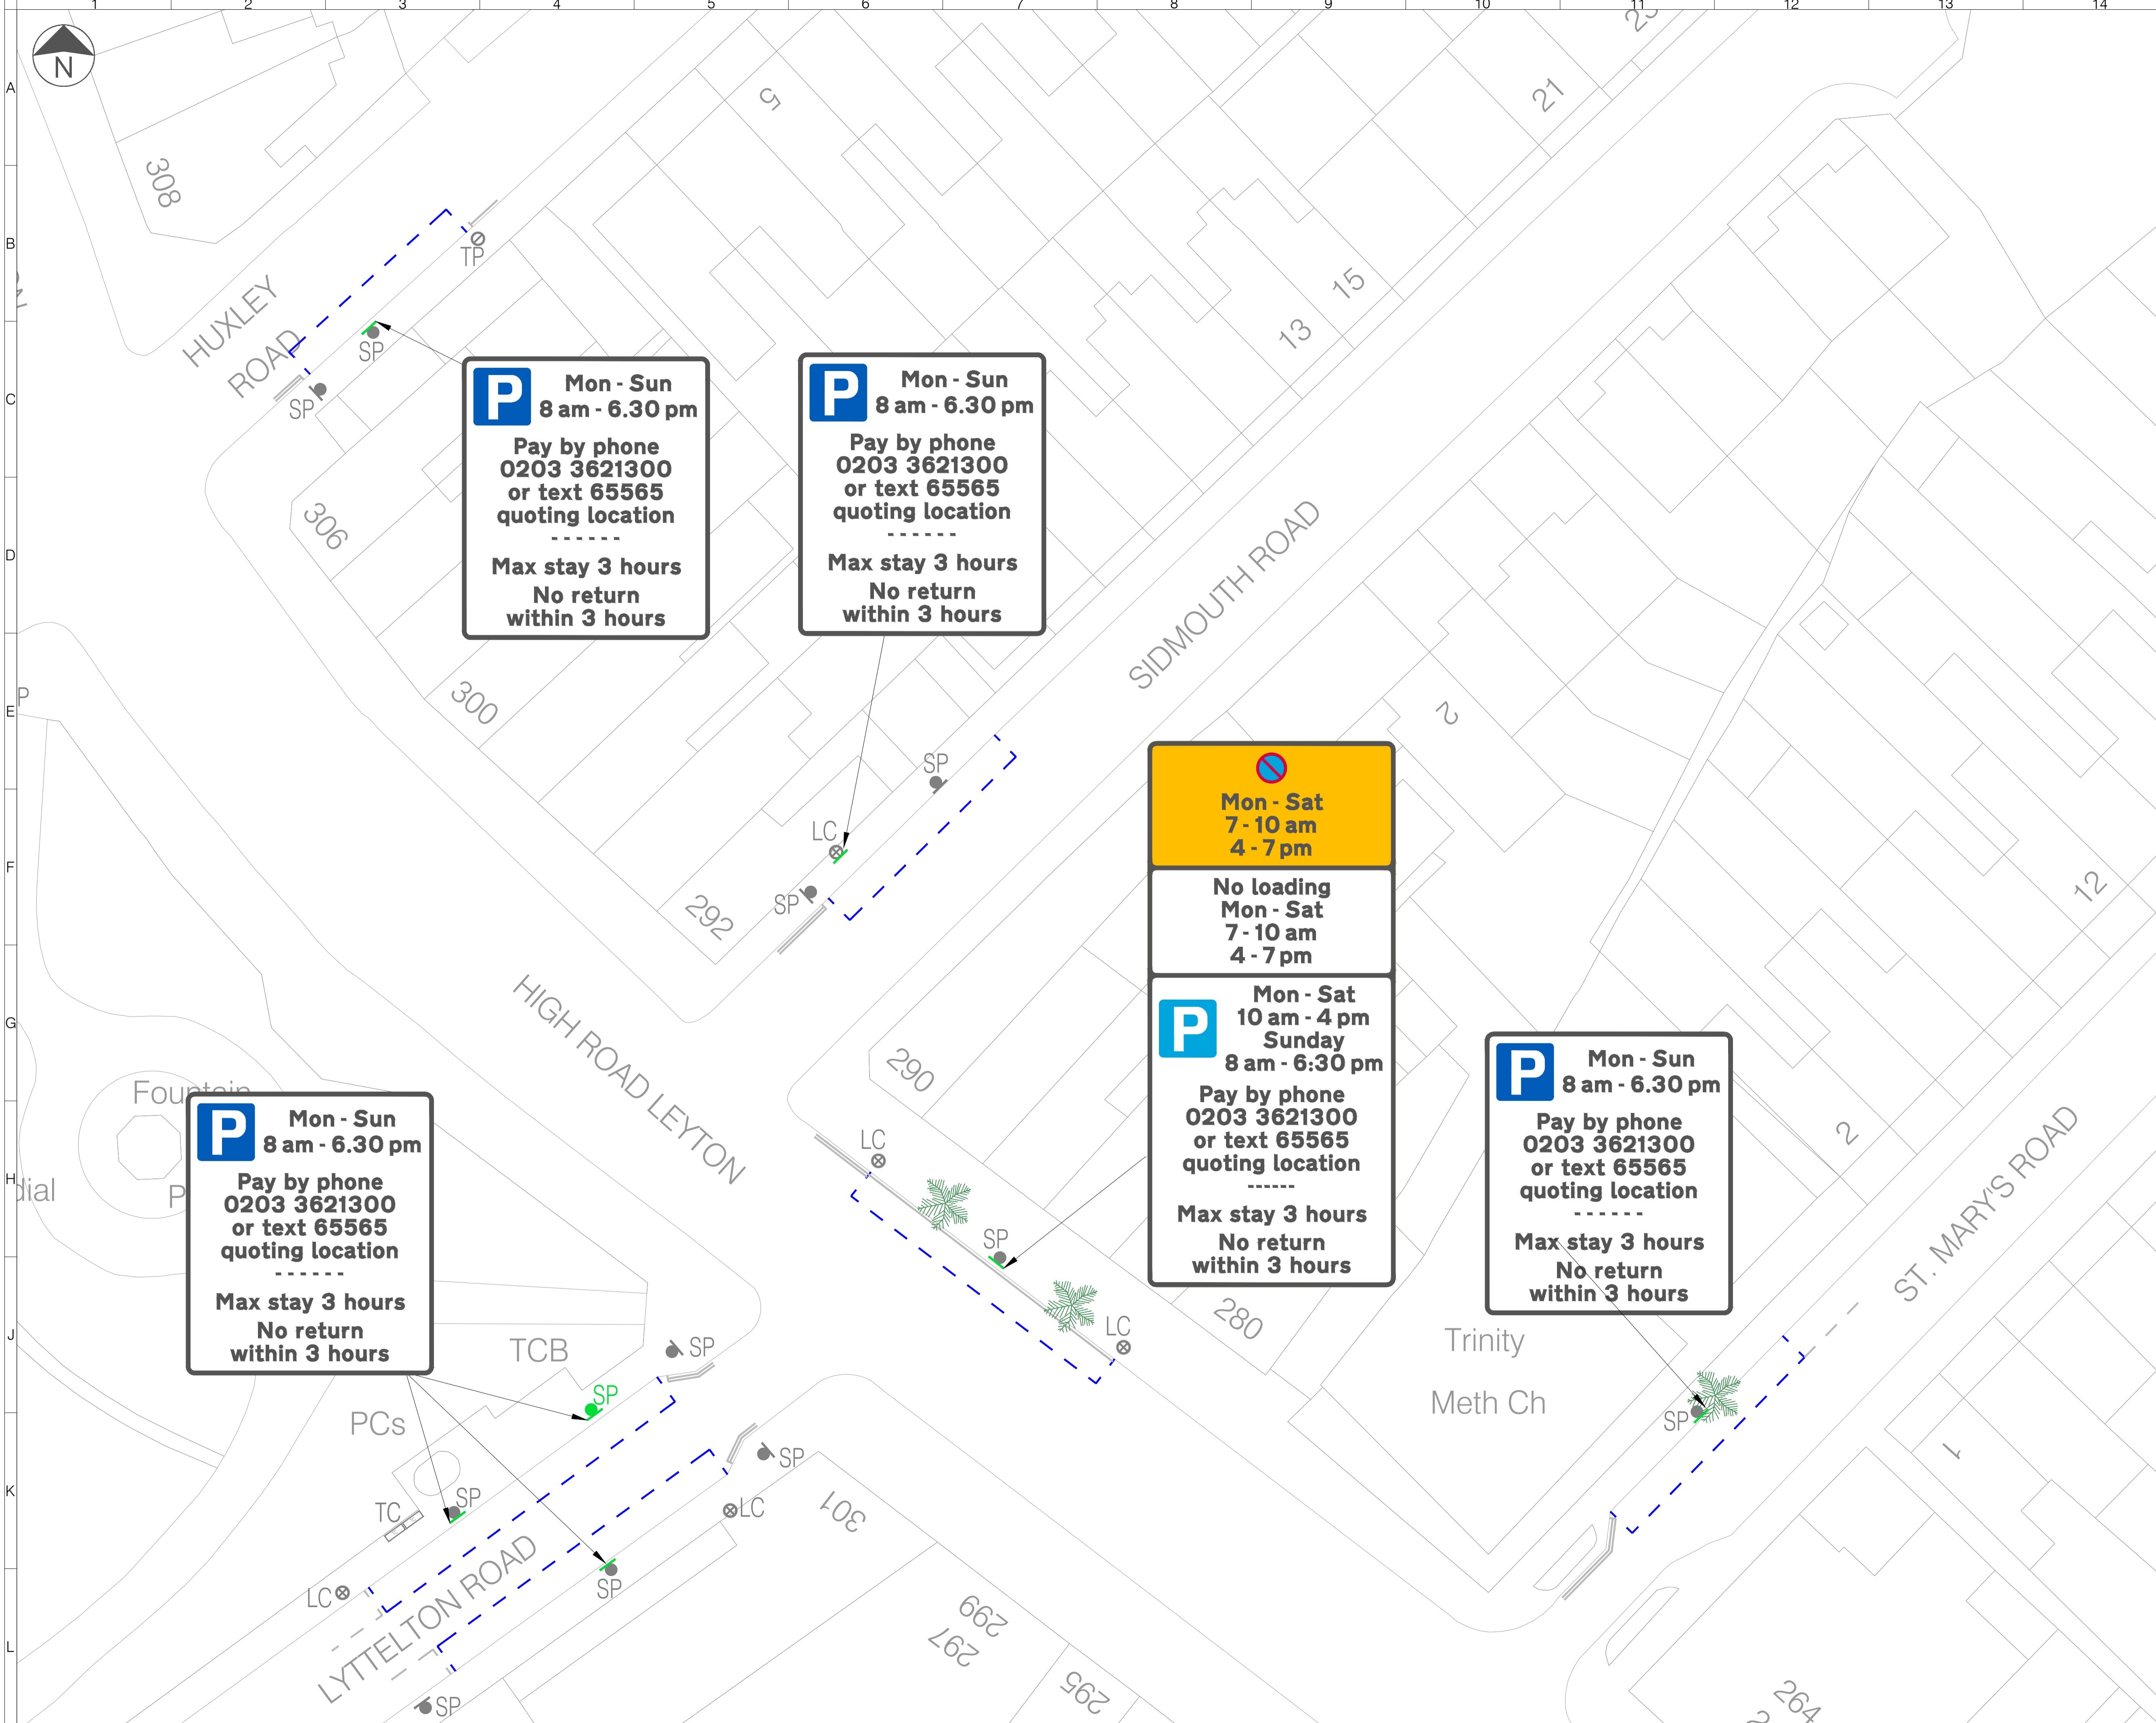 1 2 3 4 5 6 7 8 9 10 11 12 13 14
A
B
C
D
E
F
G
H
J
K
L
N
308
5
21
23
HUXLEY
ROAD
TP
SP
SP
15
13
P
Mon - Sun
8 am - 6.30 pm
Pay by phone
0203 3621300
or text 65565
quoting location
- - - - - -
Max stay 3 hours
No return
within 3 hours
P
Mon - Sun
8 am - 6.30 pm
Pay by phone
0203 3621300
or text 65565
quoting location
- - - - - -
Max stay 3 hours
No return
within 3 hours
306
300
292
SIDMOUTH ROAD
P
2
SP
LC
SP
Mon - Sat
7 - 10 am
4 - 7 pm
No loading
Mon - Sat
7 - 10 am
4 - 7 pm
P
Mon - Sat
10 am - 4 pm
Sunday
8 am - 6:30 pm
Pay by phone
0203 3621300
or text 65565
quoting location
------
Max stay 3 hours
No return
within 3 hours
12
HIGH ROAD LEYTON
290
Fountain
dial
P
P
Mon - Sun
8 am - 6.30 pm
Pay by phone
0203 3621300
or text 65565
quoting location
- - - - - -
Max stay 3 hours
No return
within 3 hours
LC
SP
LC
280
P
Mon - Sun
8 am - 6.30 pm
Pay by phone
0203 3621300
or text 65565
quoting location
- - - - - -
Max stay 3 hours
No return
within 3 hours
2
ST. MARY'S ROAD
Trinity
Meth Ch
SP
1
TCB
SP
SP
PCs
SP
SP
TC
LC
301
LYTTELTON ROAD
LC
SP
SP
299
297
295
264